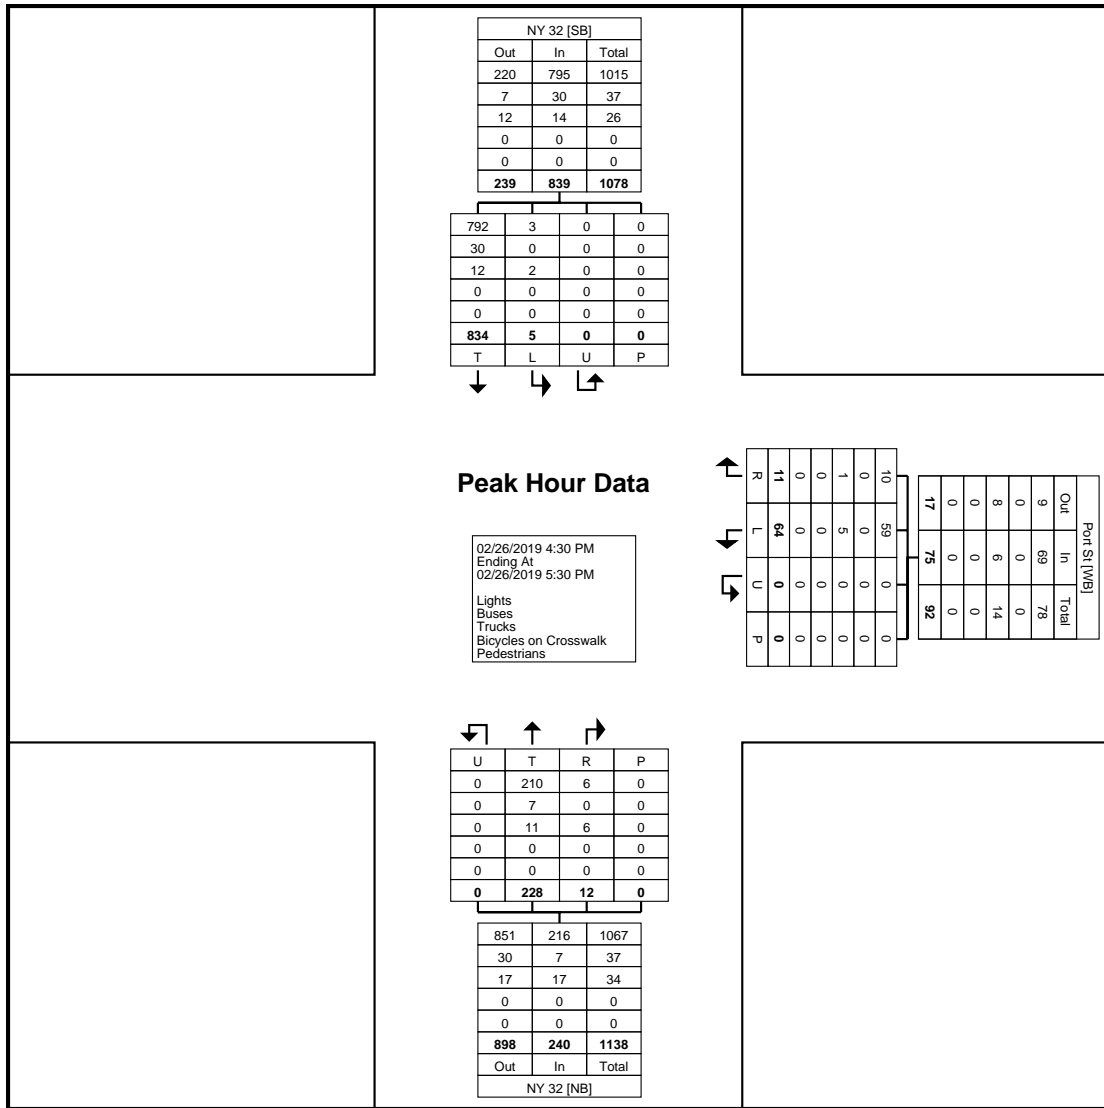 NY 32 [SB]
Out In Total
220 795 1015
7 30 37
12 14 26
0 0 0
0 0 0
239 839 1078
792 3 0 0
30 0 0 0
12 2 0 0
0 0 0 0
0 0 0 0
834 5 0 0
T L U P
Peak Hour Data
02/26/2019 4:30 PM
Ending At
02/26/2019 5:30 PM
Lights
Buses
Trucks
Bicycles on Crosswalk
Pedestrians
Port St [WB]
Out In Total
9 69 78
0 0 0
8 6 14
0 0 0
0 0 0
17 75 92
10 59 0 0
0 0 0 0
1 5 0 0
0 0 0 0
0 0 0 0
11 64 0 0
R L U P
U T R P
0 210 6 0
0 7 0 0
0 11 6 0
0 0 0 0
0 0 0 0
0 228 12 0
851 216 1067
30 7 37
17 17 34
0 0 0
0 0 0
898 240 1138
Out In Total
NY 32 [NB]